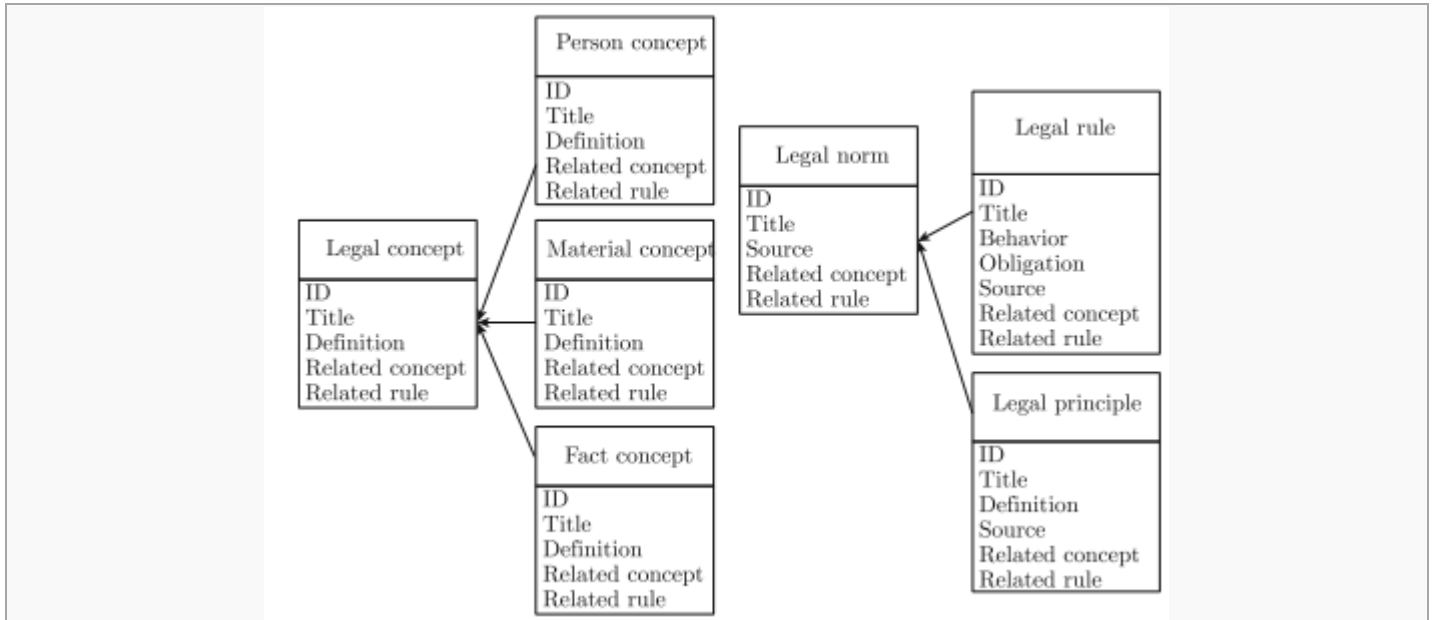 Person concept
ID
Title
Definition
Related concept
Related rule
Legal concept
ID
Title
Definition
Related concept
Related rule
Material concept
ID
Title
Definition
Related concept
Related rule
Fact concept
ID
Title
Definition
Related concept
Related rule
Legal norm
ID
Title
Source
Related concept
Related rule
Legal rule
ID
Title
Behavior
Obligation
Source
Related concept
Related rule
Legal principle
ID
Title
Definition
Source
Related concept
Related rule